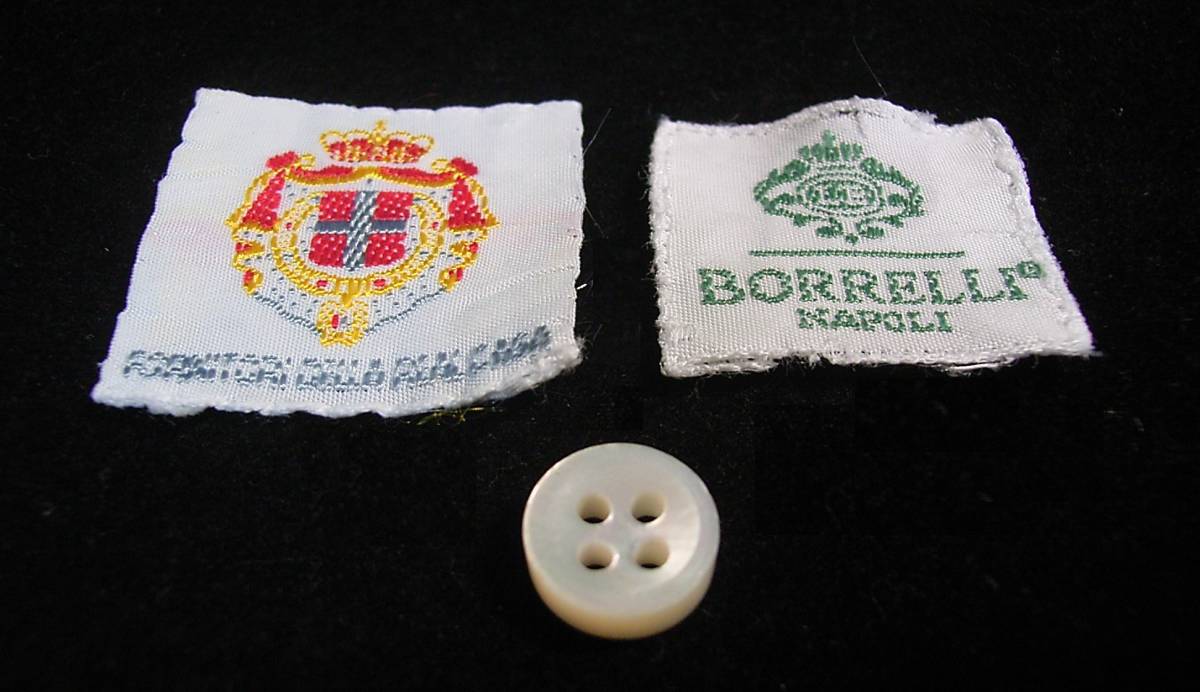 FORNITORI DELLA REAL CASA
BORRELLI®
NAPOLI